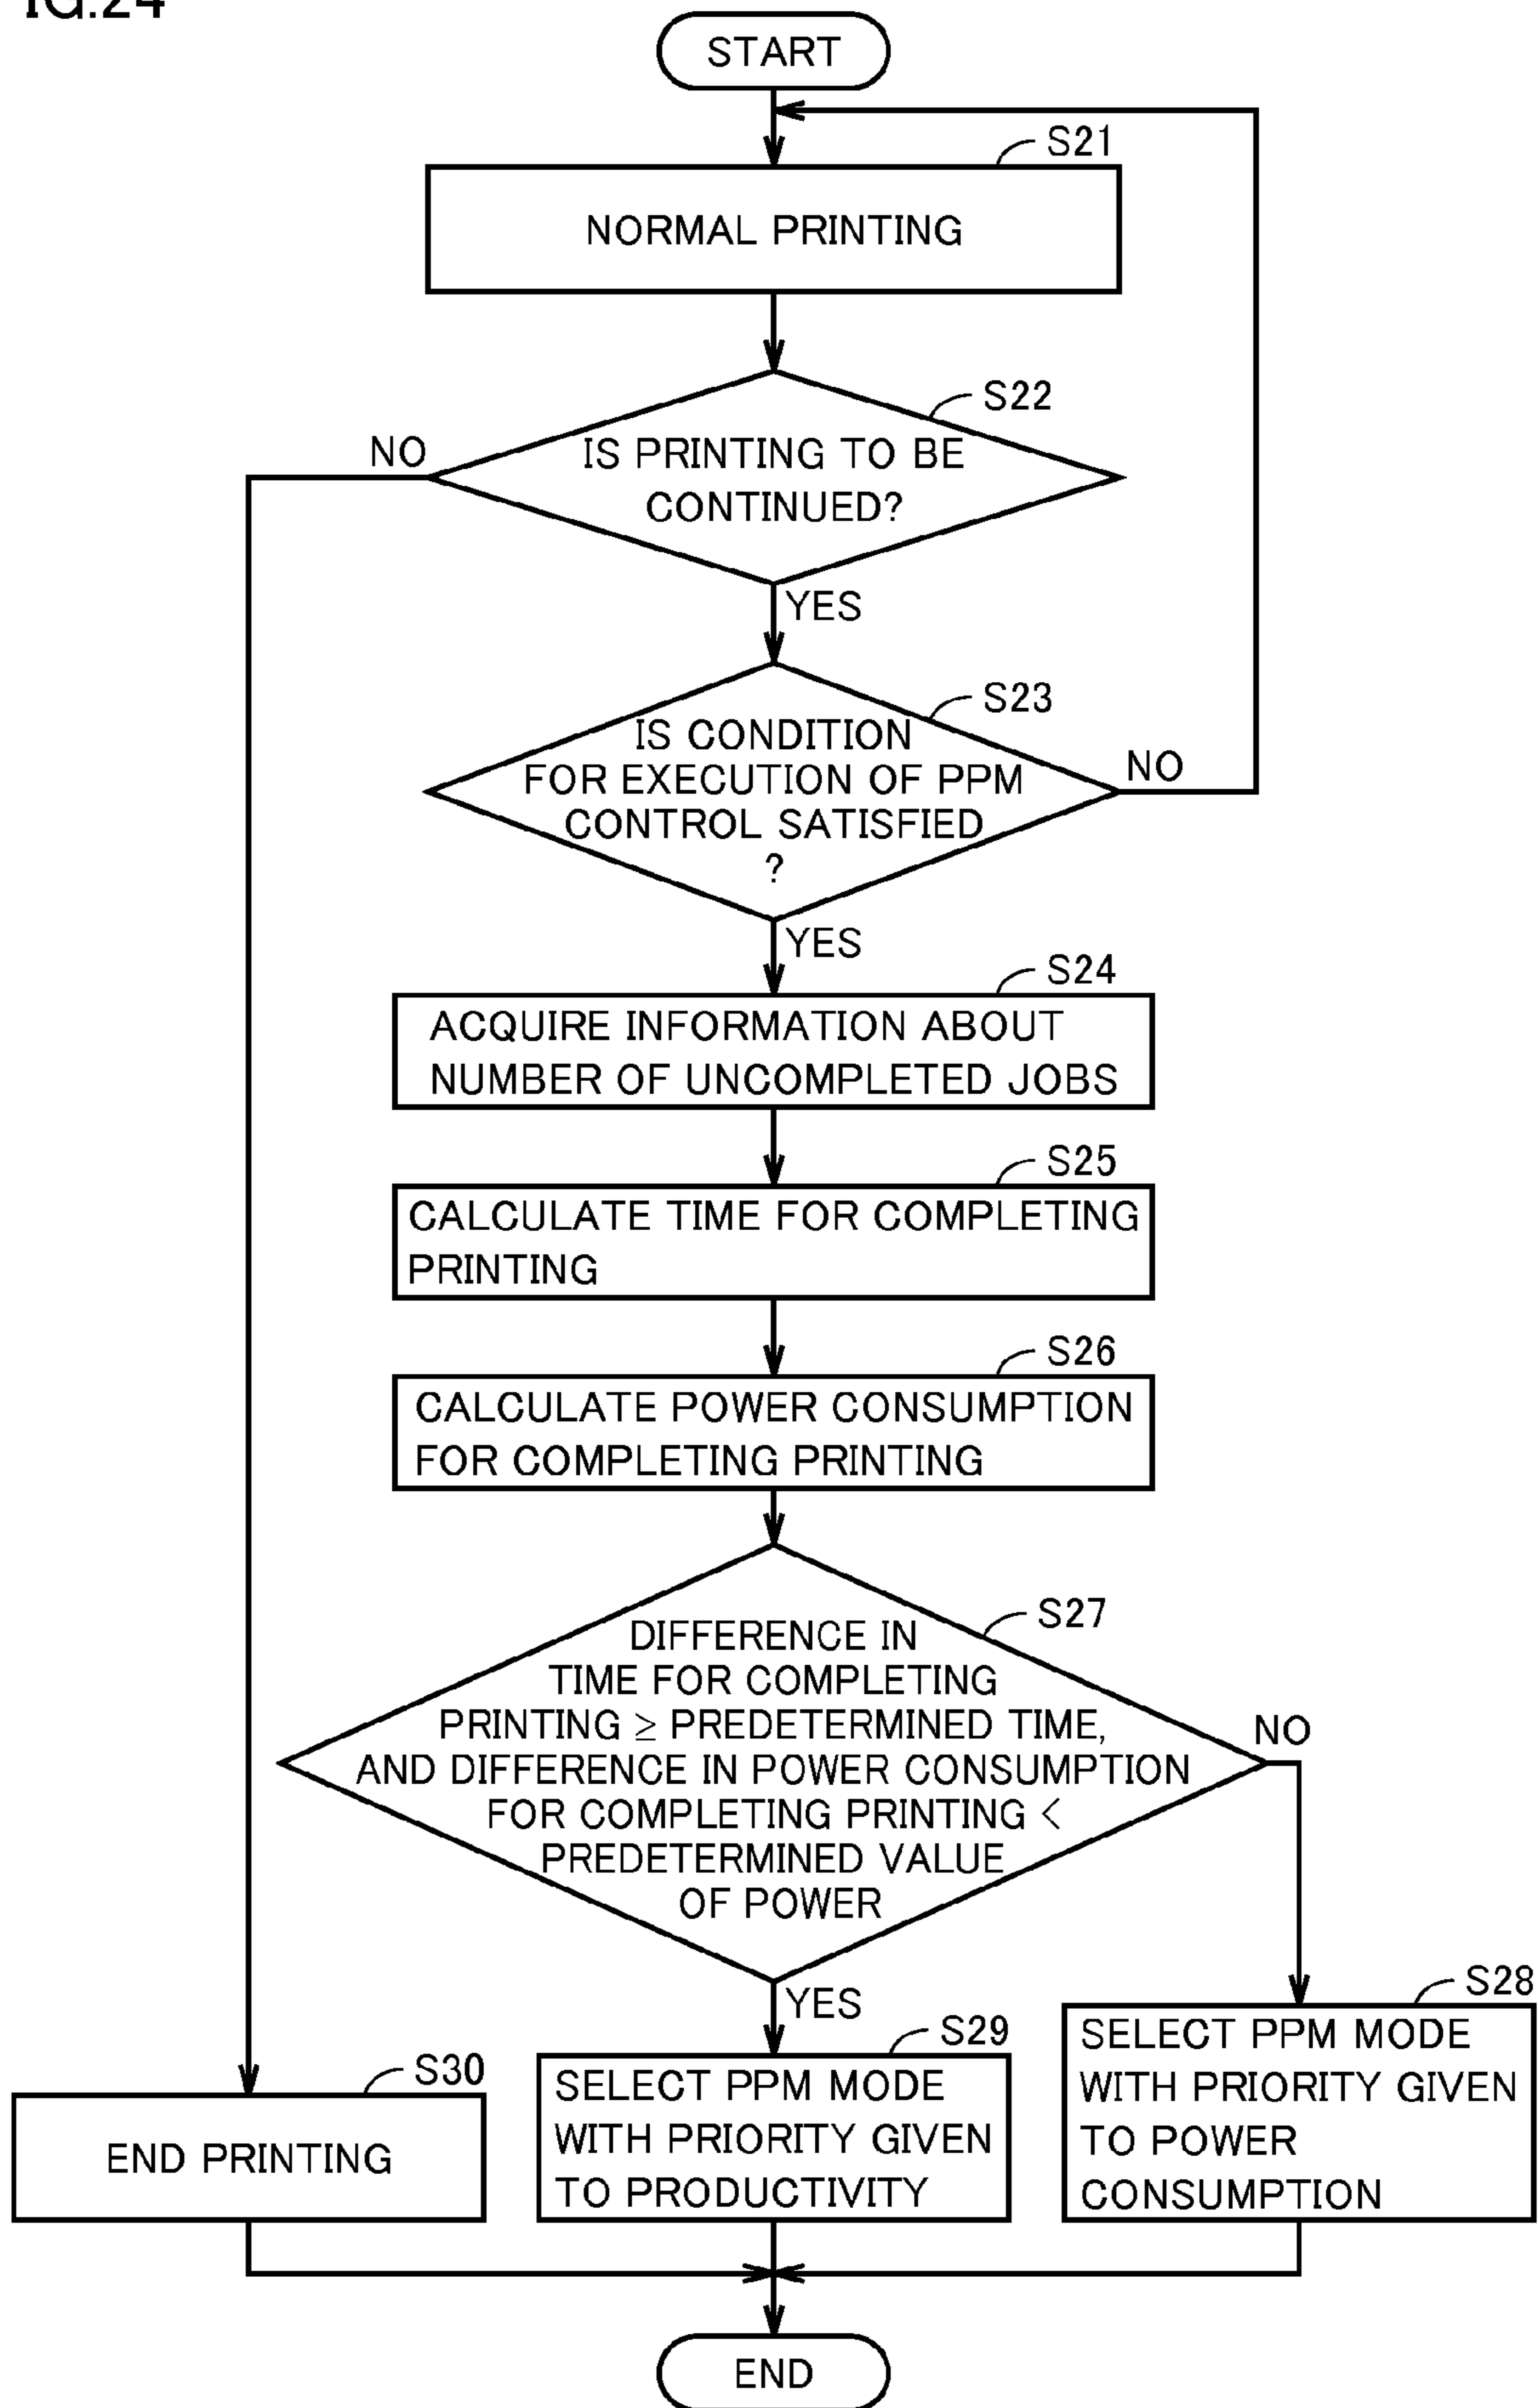 IG.24
START
S21
NORMAL PRINTING
S22
NO
IS PRINTING TO BE
CONTINUED?
YES
S23
IS CONDITION
FOR EXECUTION OF PPM
CONTROL SATISFIED
?
NO
YES
S24
ACQUIRE INFORMATION ABOUT
NUMBER OF UNCOMPLETED JOBS
S25
CALCULATE TIME FOR COMPLETING
PRINTING
S26
CALCULATE POWER CONSUMPTION
FOR COMPLETING PRINTING
S27
DIFFERENCE IN
TIME FOR COMPLETING
PRINTING ≥ PREDETERMINED TIME,
AND DIFFERENCE IN POWER CONSUMPTION
FOR COMPLETING PRINTING <
PREDETERMINED VALUE
OF POWER
NO
YES
S28
SELECT PPM MODE
WITH PRIORITY GIVEN
TO POWER
CONSUMPTION
S29
SELECT PPM MODE
WITH PRIORITY GIVEN
TO PRODUCTIVITY
S30
END PRINTING
END